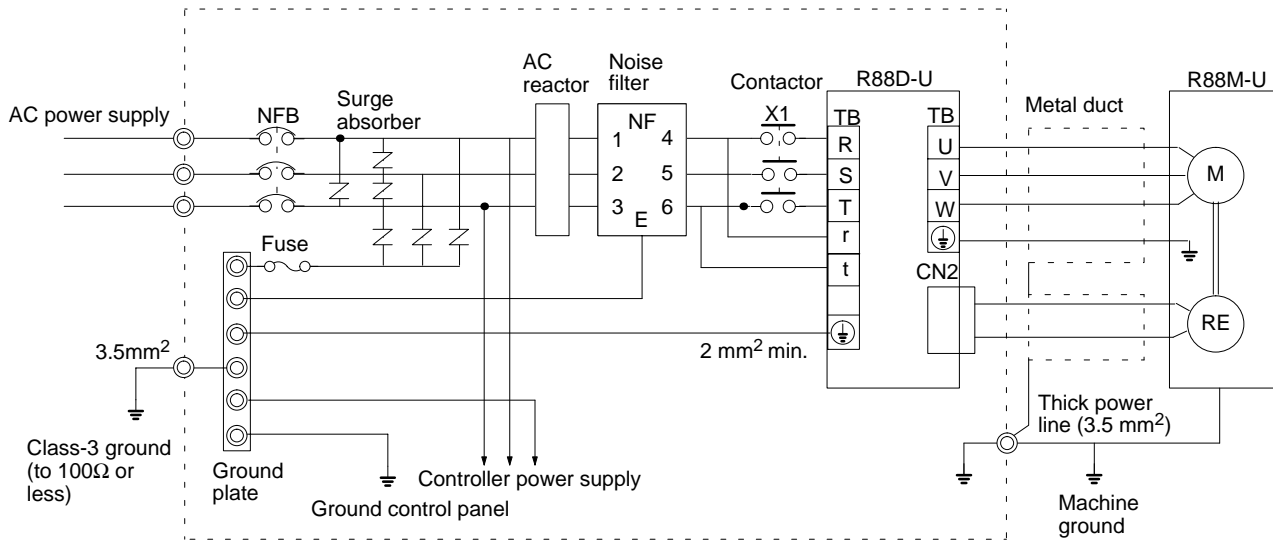 AC power supply
NFB
Surge
absorber
AC
reactor
Noise
filter
NF
1
2
3
4
5
6
E
Contactor
X1
R88D-U
TB
R
S
T
r
t
TB
U
V
W
CN2
Metal duct
R88M-U
M
RE
Fuse
3.5mm²
2 mm² min.
Class-3 ground
(to 100Ω or
less)
Ground
plate
Controller power supply
Ground control panel
Thick power
line (3.5 mm²)
Machine
ground